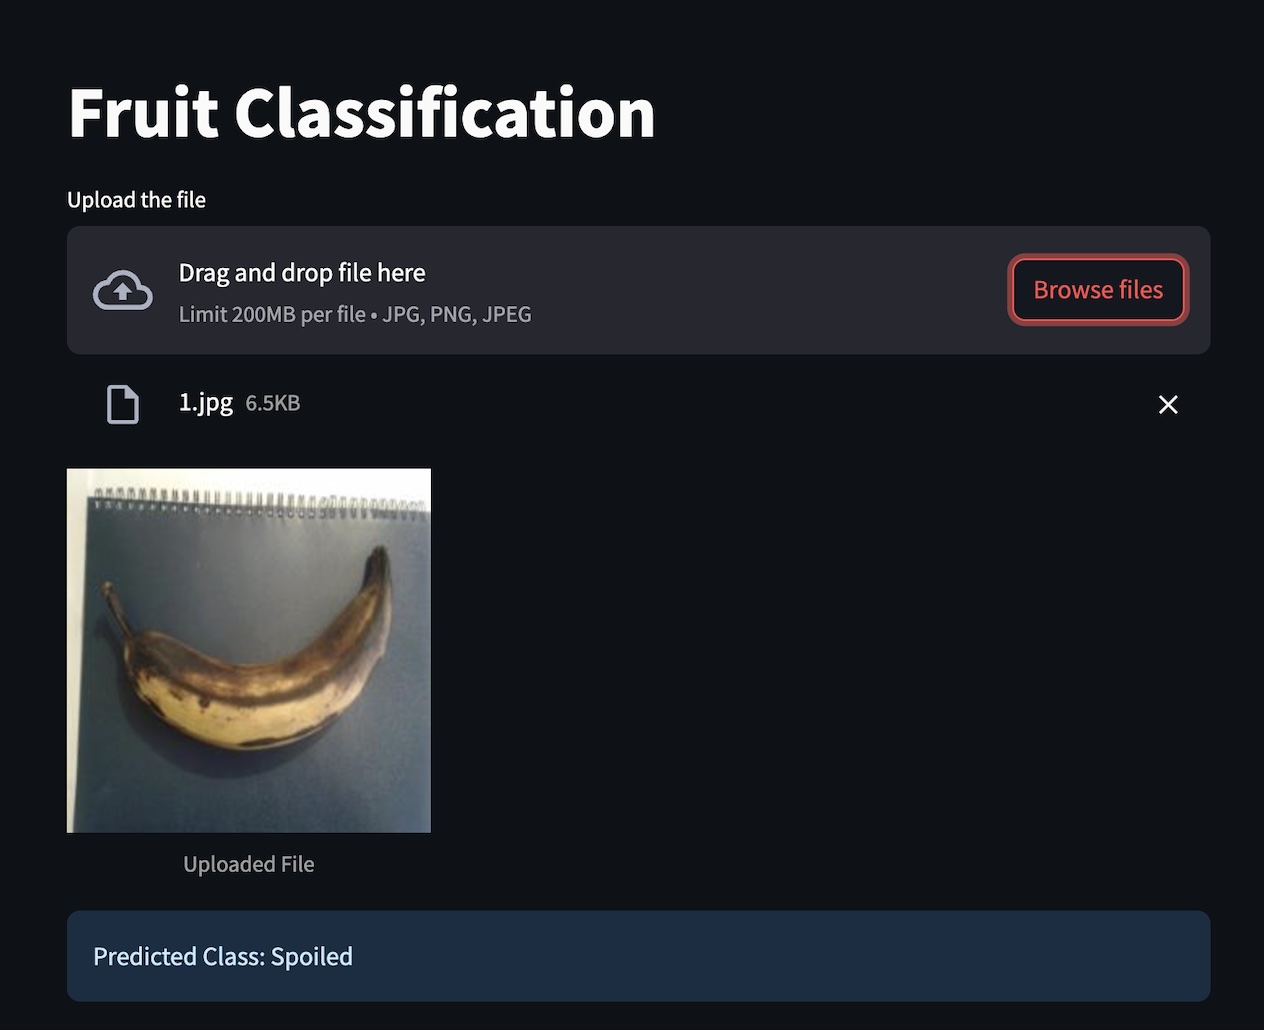 Fruit Classification
Upload the file
Drag and drop file here
Limit 200MB per file • JPG, PNG, JPEG
Browse files
1.jpg 6.5KB
Uploaded File
Predicted Class: Spoiled